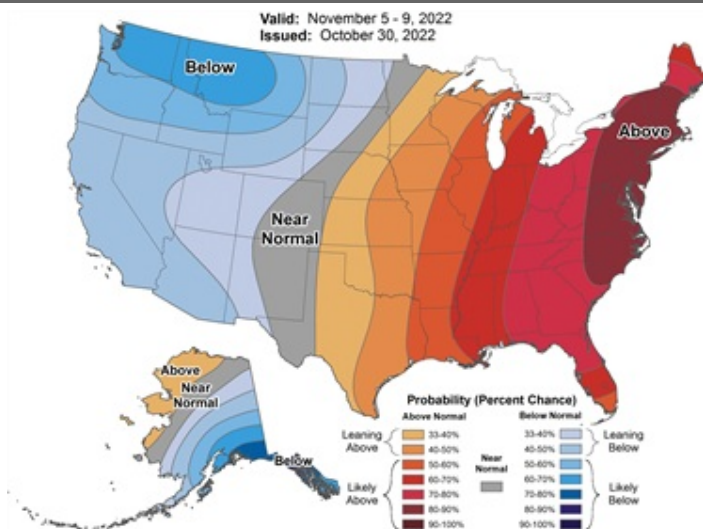 Valid: November 5 - 9, 2022
Issued: October 30, 2022
Below
Above
Near
Normal
Above
Near
Normal
Below
Probability (Percent Chance)
Above Normal
Below Normal
Leaning
Above
33-40%
40-50%
Likely
Above
50-60%
60-70%
70-80%
80-90%
90-100%
Near
Normal
33-40%
40-50%
Leaning
Below
50-60%
60-70%
70-80%
80-90%
90-100%
Likely
Below